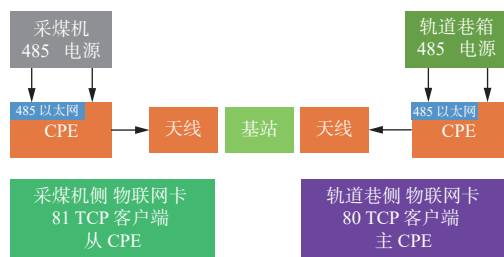 采煤机
485 电源
轨道巷箱
485 电源
485 以太网
CPE
天线
基站
天线
485 以太网
CPE
采煤机侧 物联网卡
81 TCP 客户端
从 CPE
轨道巷侧 物联网卡
80 TCP 客户端
主 CPE